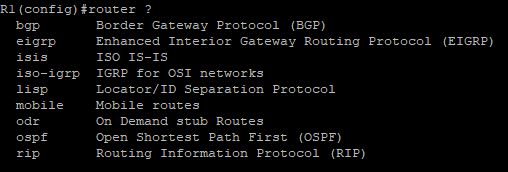 R1(config)#router ?
bgp Border Gateway Protocol (BGP)
eigrp Enhanced Interior Gateway Routing Protocol (EIGRP)
isis ISO IS-IS
iso-igrp IGRP for OSI networks
lisp Locator/ID Separation Protocol
mobile Mobile routes
odr On Demand stub Routes
ospf Open Shortest Path First (OSPF)
rip Routing Information Protocol (RIP)